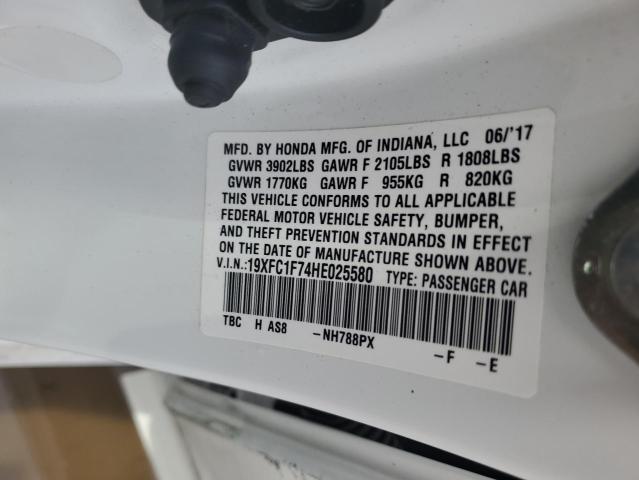 MFD. BY HONDA MFG. OF INDIANA, LLC 06/'17
GVWR 3902LBS GAWR F 2105LBS R 1808LBS
GVWR 1770KG GAWR F 955KG R 820KG
THIS VEHICLE CONFORMS TO ALL APPLICABLE
FEDERAL MOTOR VEHICLE SAFETY, BUMPER,
AND THEFT PREVENTION STANDARDS IN EFFECT
ON THE DATE OF MANUFACTURE SHOWN ABOVE.
V.I.N.: 19XFC1F74HE025580 TYPE: PASSENGER CAR
TBC H AS8 -NH788PX -F -E